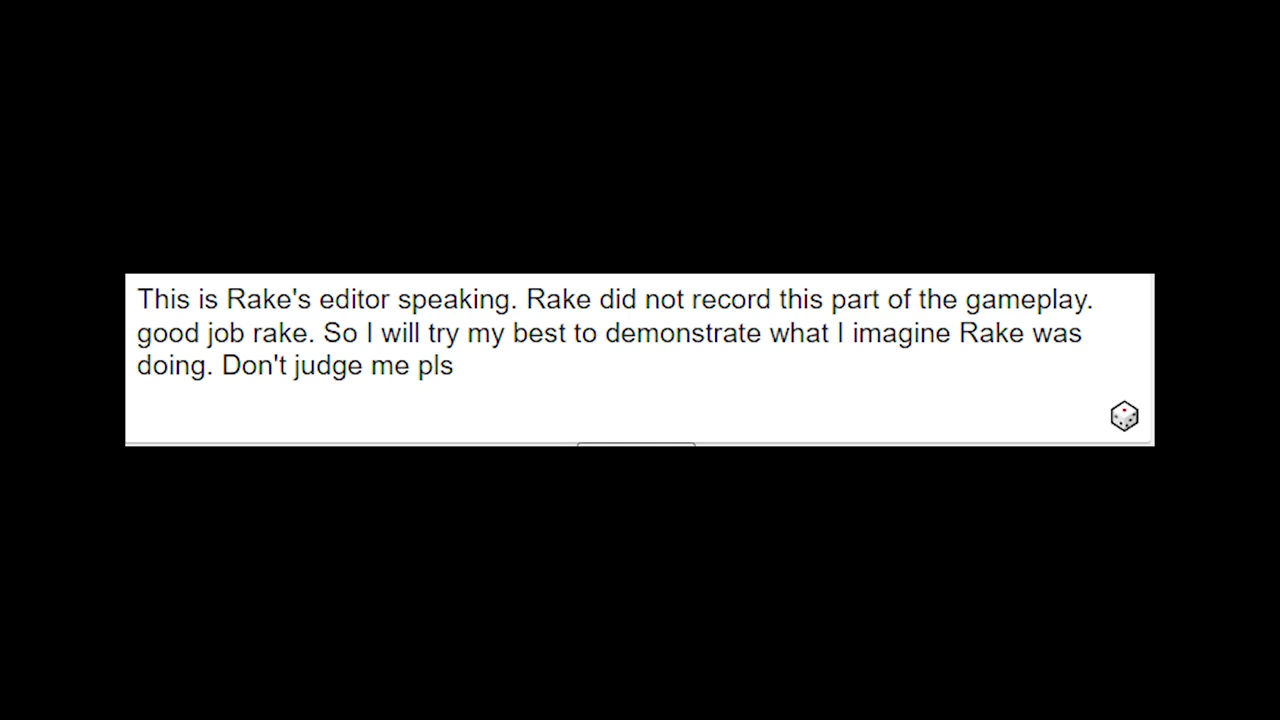 This is Rake's editor speaking. Rake did not record this part of the gameplay.
good job rake. So I will try my best to demonstrate what I imagine Rake was
doing. Don't judge me pls